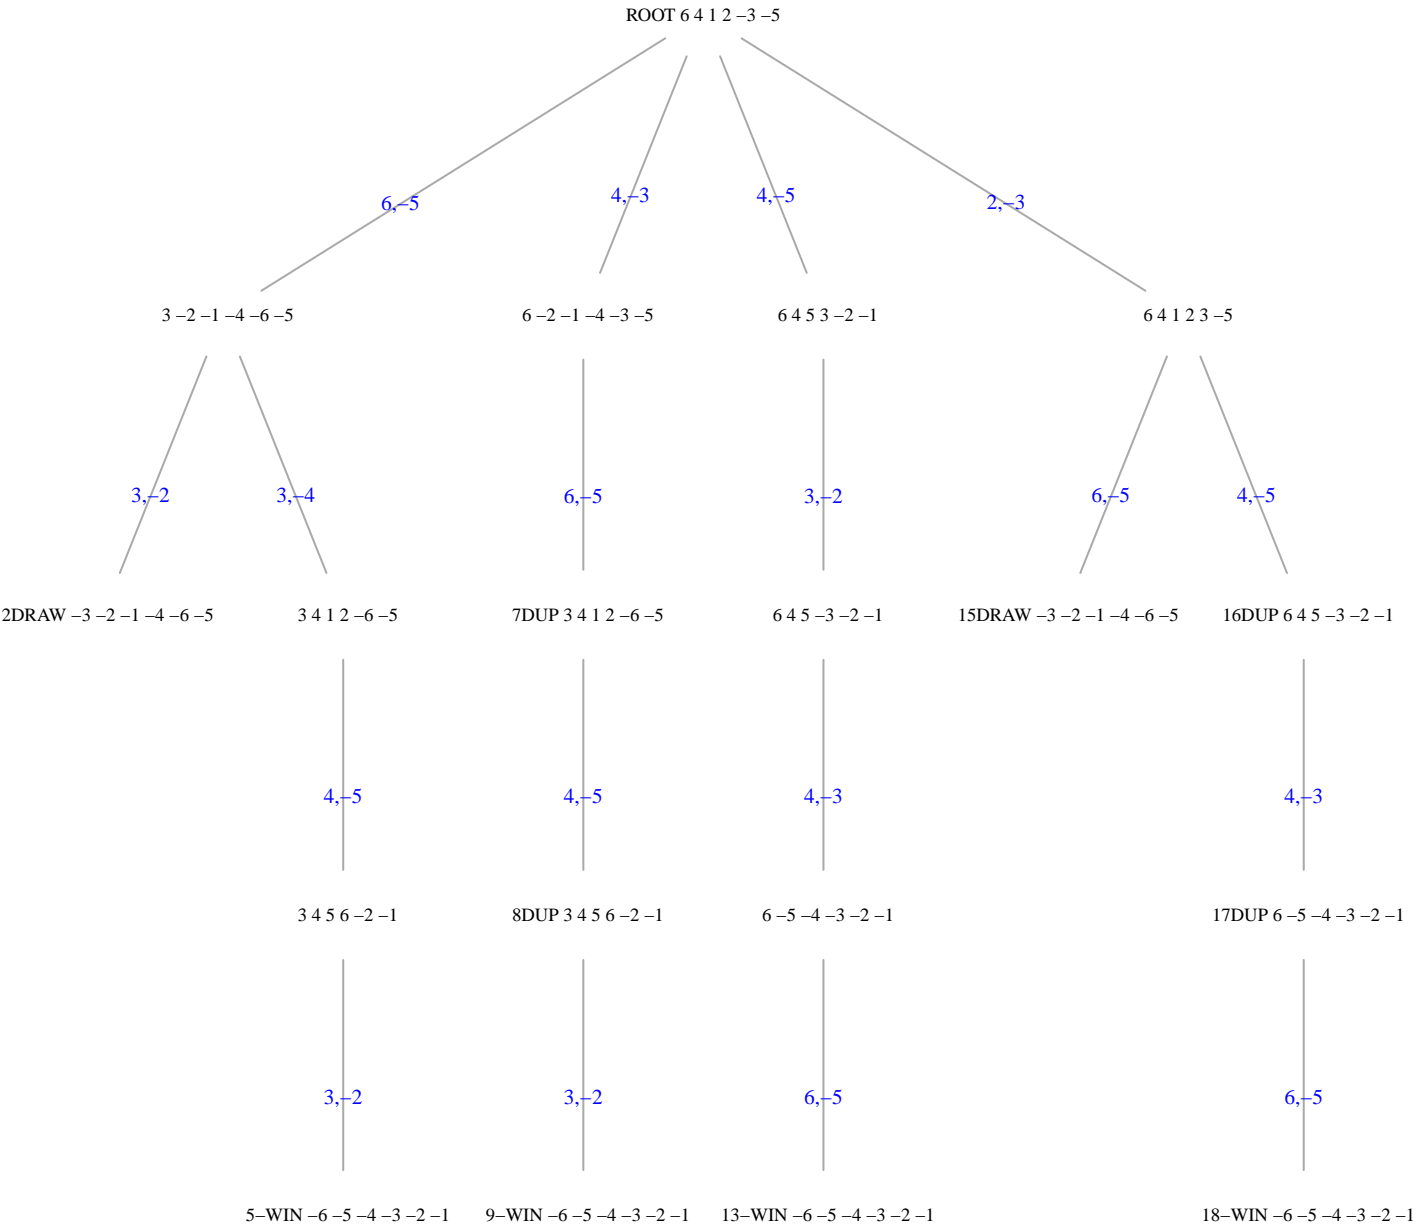 ROOT 6 4 1 2 –3 –5
6,–5
4,–3
4,–5
2,–3
3 –2 –1 –4 –6 –5
6 –2 –1 –4 –3 –5
6 4 5 3 –2 –1
6 4 1 2 3 –5
3,–2
3,–4
6,–5
3,–2
6,–5
4,–5
2DRAW –3 –2 –1 –4 –6 –5
3 4 1 2 –6 –5
7DUP 3 4 1 2 –6 –5
6 4 5 –3 –2 –1
15DRAW –3 –2 –1 –4 –6 –5
16DUP 6 4 5 –3 –2 –1
4,–5
4,–5
4,–3
4,–3
3 4 5 6 –2 –1
8DUP 3 4 5 6 –2 –1
6 –5 –4 –3 –2 –1
17DUP 6 –5 –4 –3 –2 –1
3,–2
3,–2
6,–5
6,–5
5–WIN –6 –5 –4 –3 –2 –1
9–WIN –6 –5 –4 –3 –2 –1
13–WIN –6 –5 –4 –3 –2 –1
18–WIN –6 –5 –4 –3 –2 –1